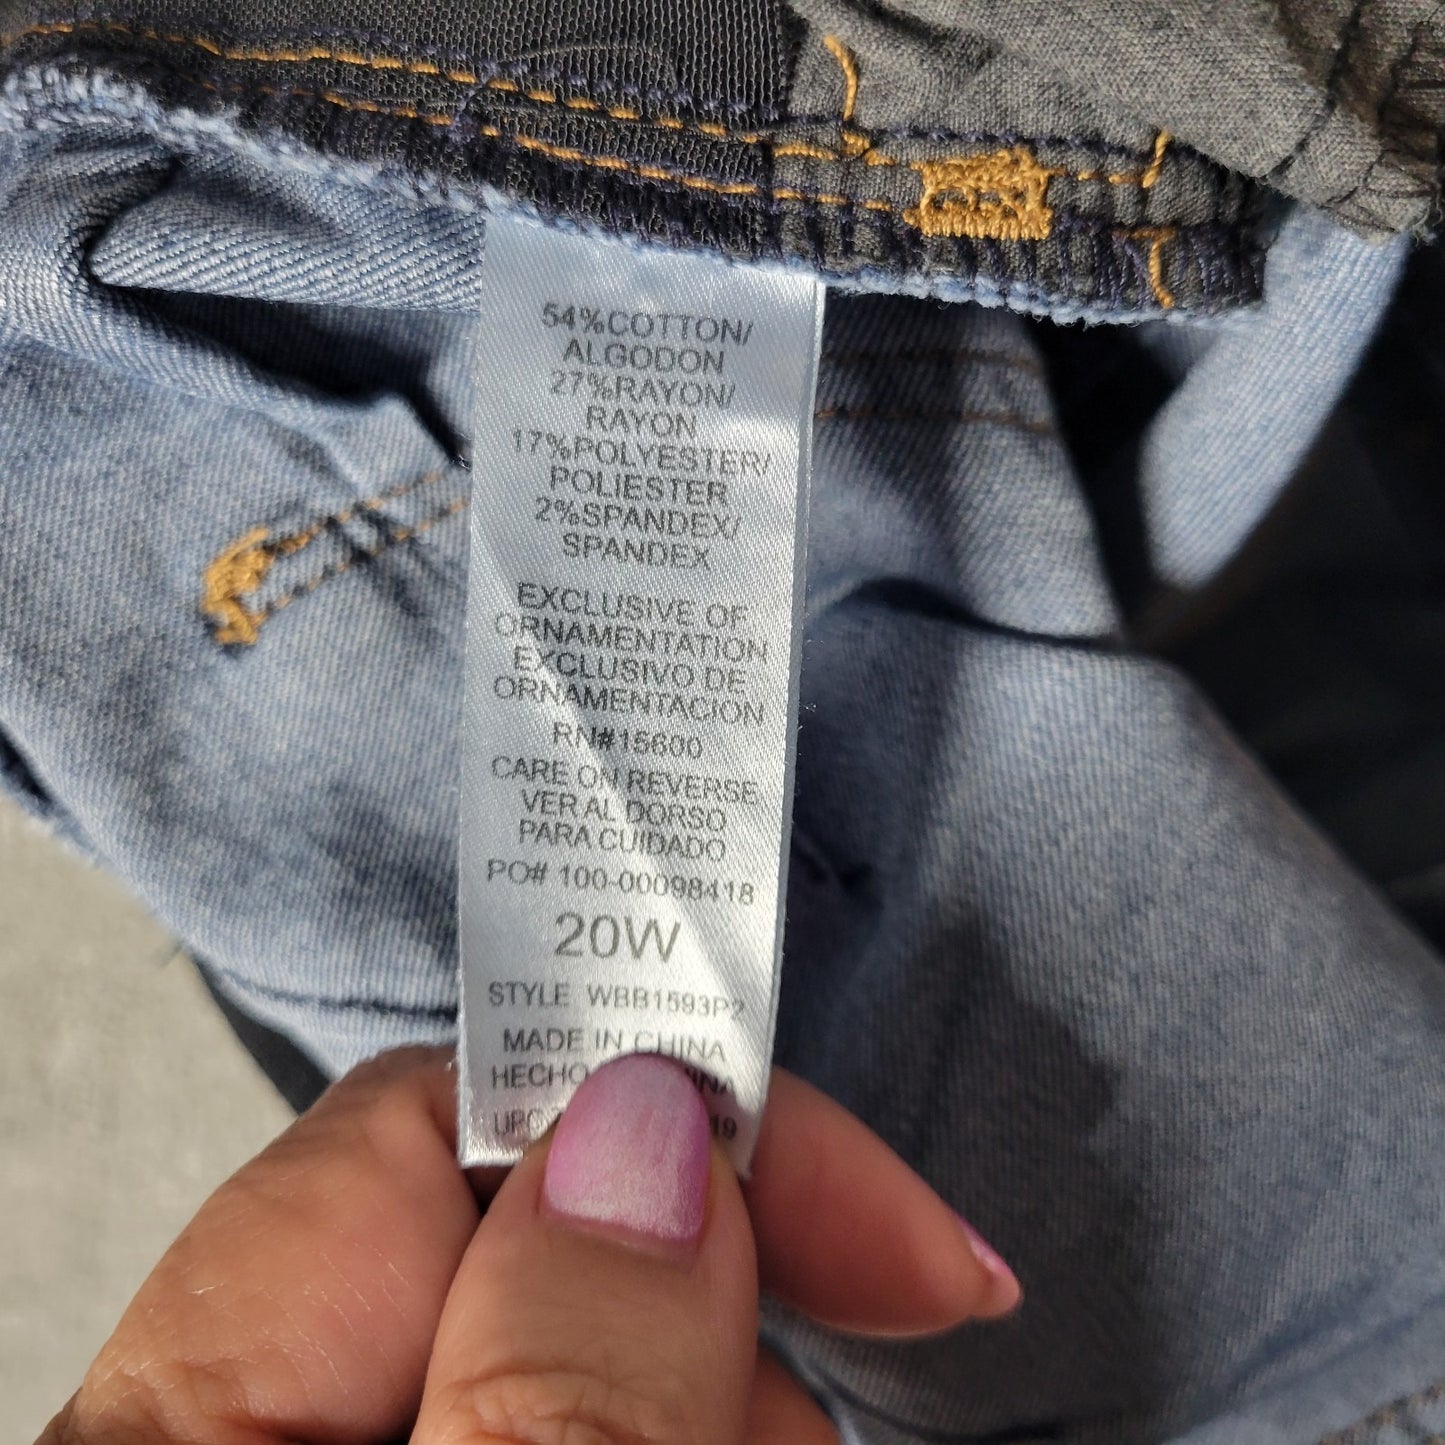 54%COTTON/
ALGODON
27%RAYON/
RAYON
17%POLYESTER/
POLIESTER
2%SPANDEX/
SPANDEX
EXCLUSIVE OF
ORNAMENTATION
EXCLUSIVO DE
ORNAMENTACION
RN#15600
CARE ON REVERSE
VER AL DORSO
PARA CUIDADO
PO# 100-00098418
20W
STYLE WBB1593P2
MADE IN CHINA
HECHO